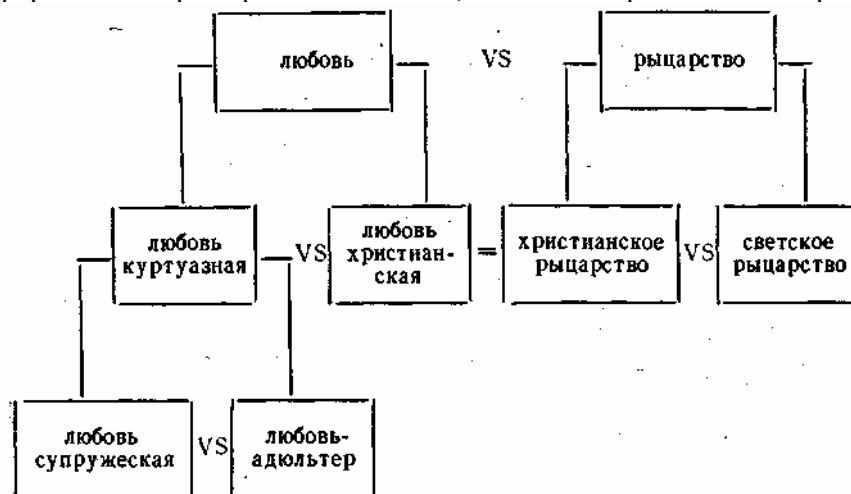 любовь VS рыцарство
любовь куртуазная VS любовь христиан-ская = христианское рыцарство VS светское рыцарство
любовь супружеская VS любовь-адюльтер